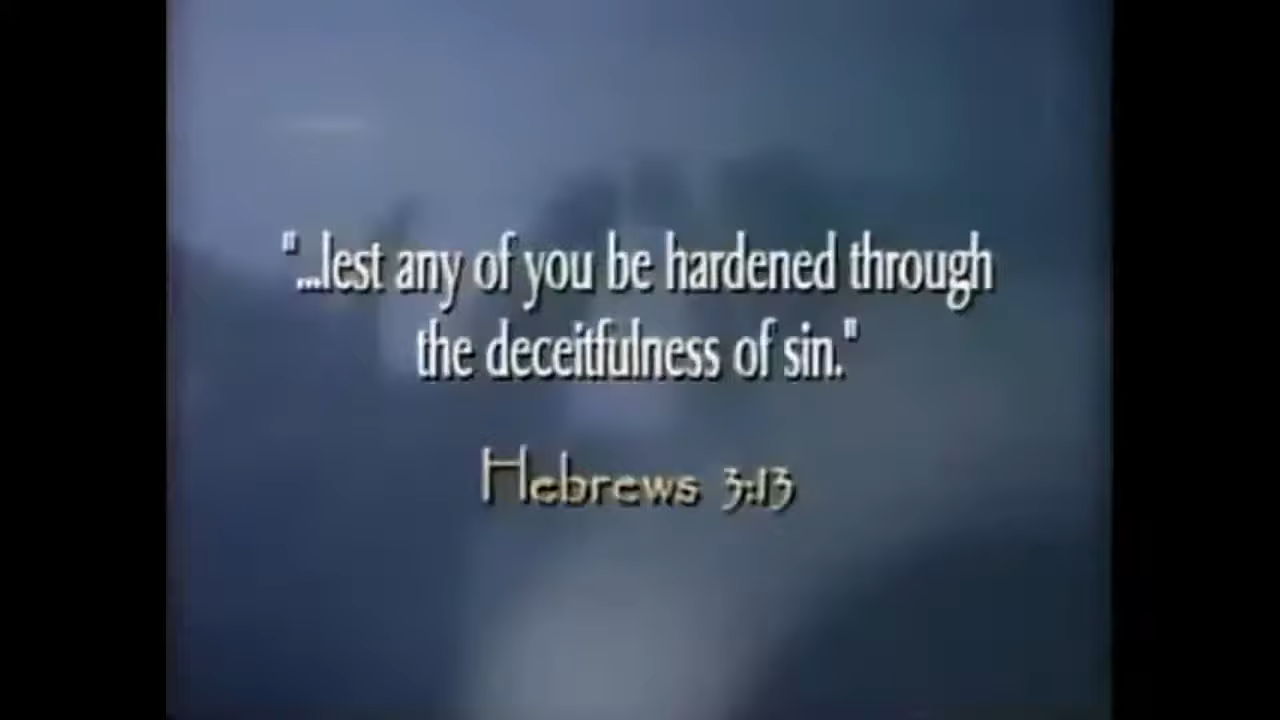 "...lest any of you be hardened through
the deceitfulness of sin."
Hebrews 3:13